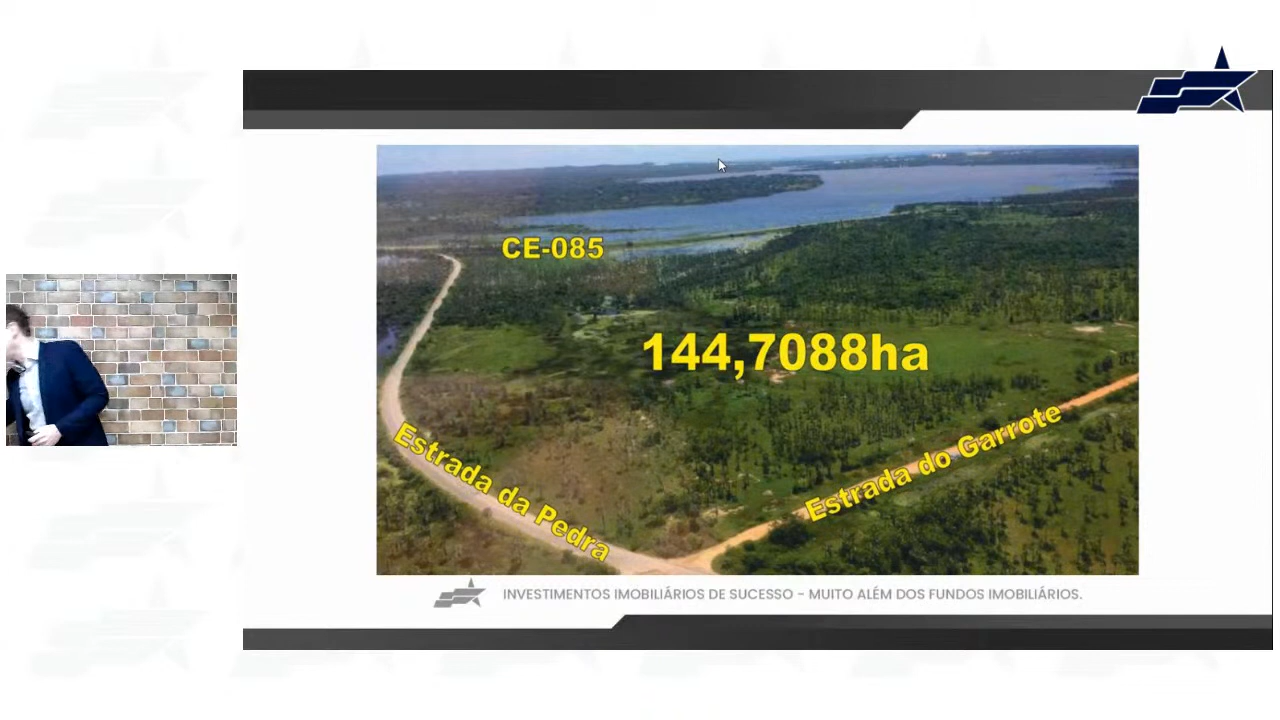 CE-085
144,7088ha
Estrada da Pedra
Estrada do Garrote
INVESTIMENTOS IMOBILIÁRIOS DE SUCESSO - MUITO ALÉM DOS FUNDOS IMOBILIÁRIOS.